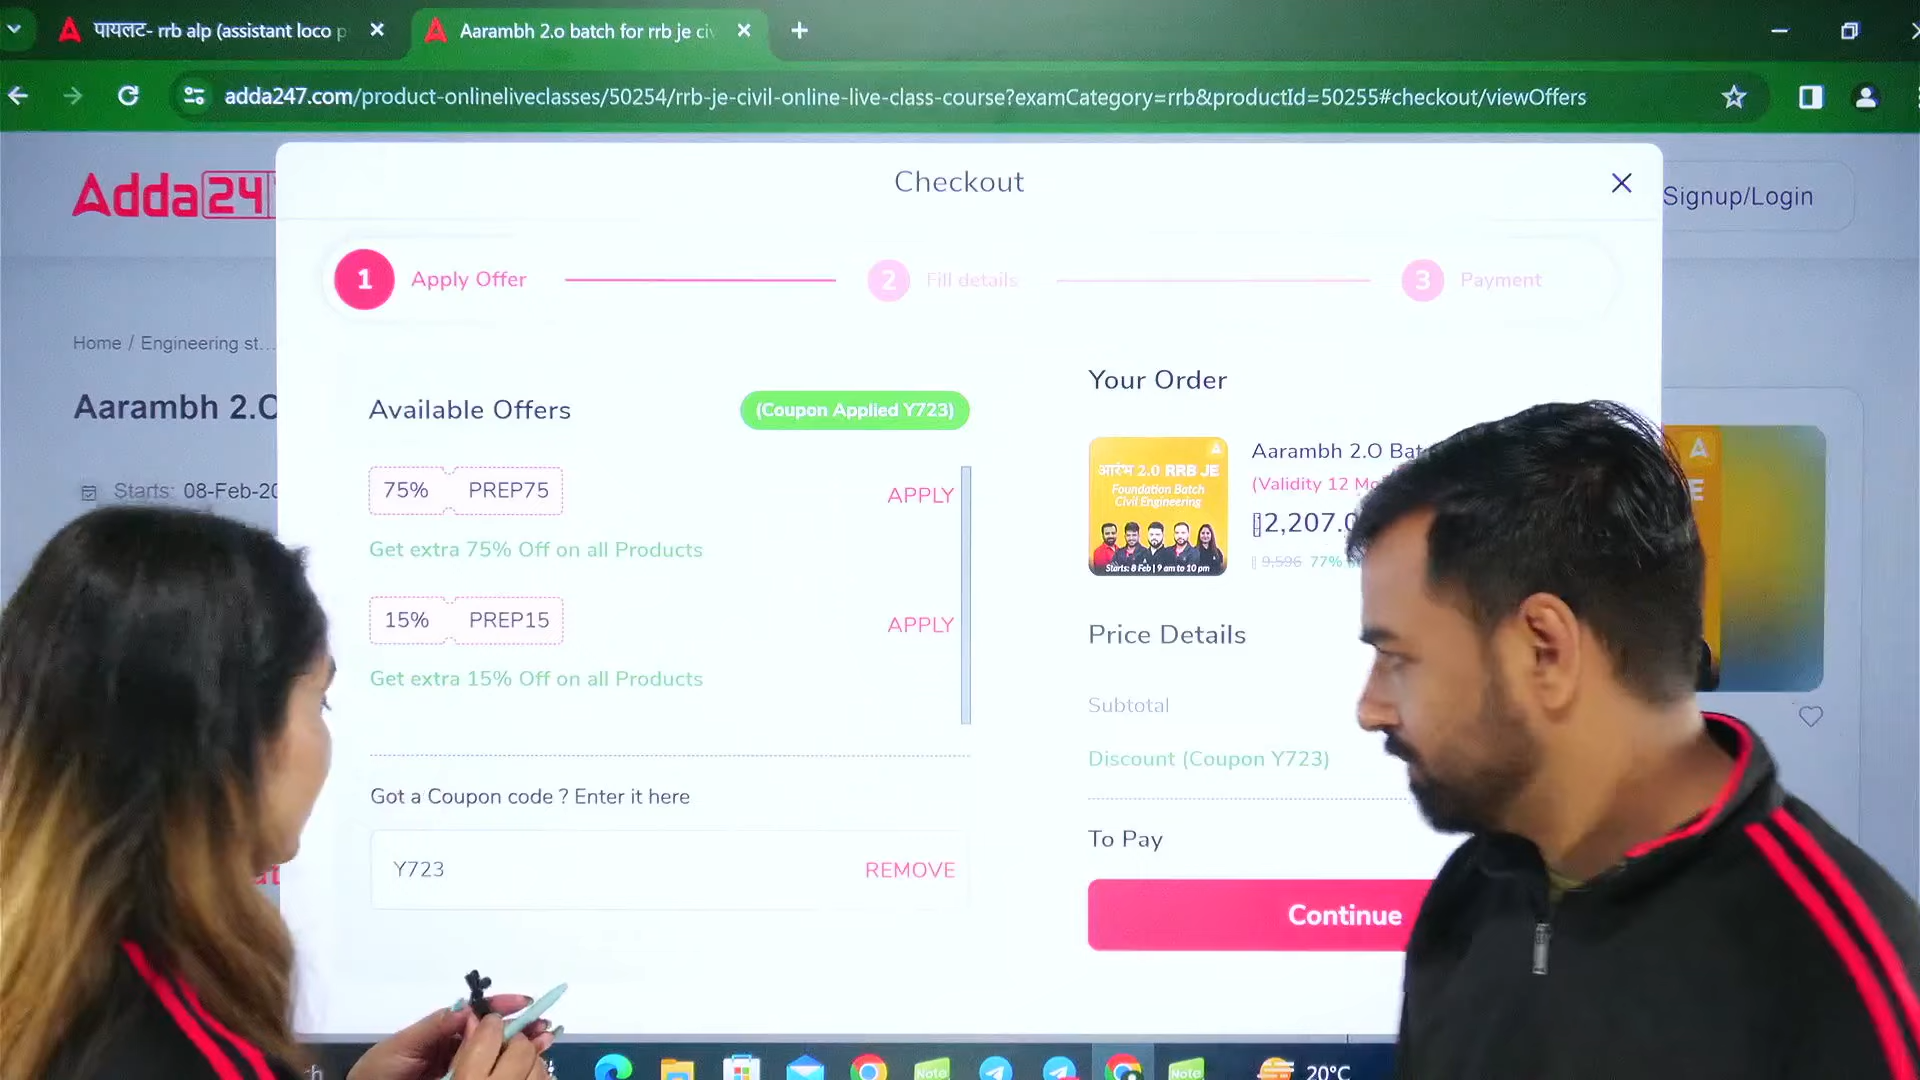 पायलट- rrb alp (assistant loco p
Aarambh 2.o batch for rrb je civ
adda247.com/product-onlineliveclasses/50254/rrb-je-civil-online-live-class-course?examCategory=rrb&productId=50255#checkout/viewOffers
Adda24
Checkout
Signup/Login
1 Apply Offer
2 Fill details
3 Payment
Home / Engineering st...
Aarambh 2.O
Starts: 08-Feb-20
Available Offers
(Coupon Applied Y723)
75% PREP75
APPLY
Get extra 75% Off on all Products
15% PREP15
APPLY
Get extra 15% Off on all Products
Got a Coupon code ? Enter it here
Y723
REMOVE
Your Order
आरंभ 2.0 RRB JE
Foundation Batch
Civil Engineering
Starts: 8 Feb | 9 am to 10 pm
Aarambh 2.O Bat
(Validity 12 Mo
2,207.0
9,596 77%
Price Details
Subtotal
Discount (Coupon Y723)
To Pay
Continue
Note
Note
20°C